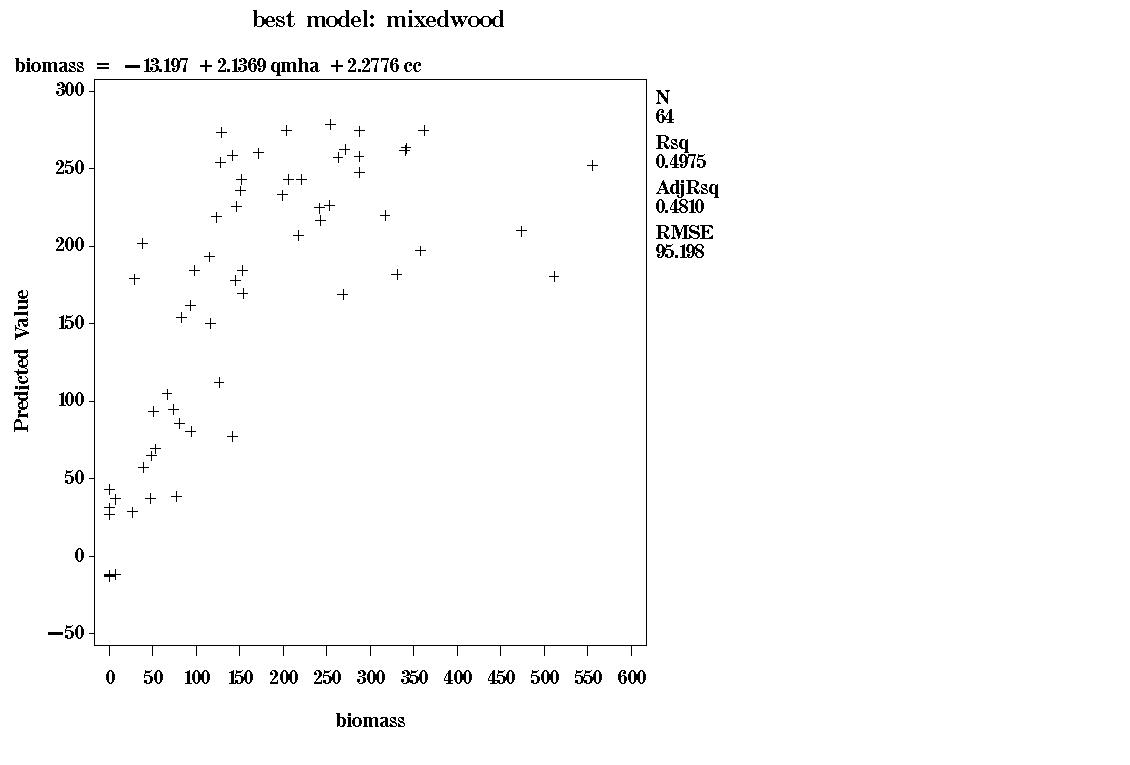 best model: mixedwood
biomass = −13.197 +2.1369 qmha +2.2776 cc
300
250
200
150
100
50
0
−50
Predicted Value
0 50 100 150 200 250 300 350 400 450 500 550 600
biomass
N
64
Rsq
0.4975
AdjRsq
0.4810
RMSE
95.198